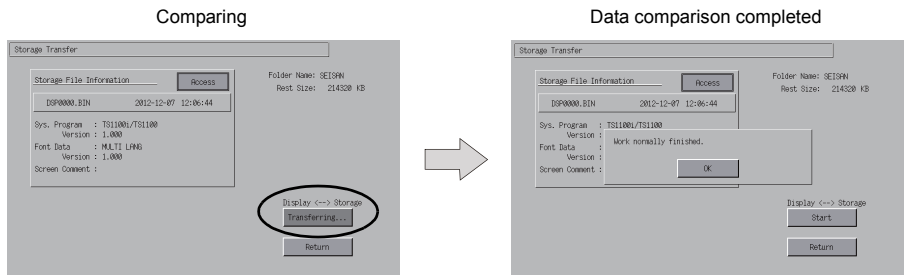 Comparing
Storage Transfer
Storage File Information
Access
DSP0000.BIN 2012-12-07 12:06:44
Sys. Program : TS1100i/TS1100
Version : 1.000
Font Data : MULTI LANG
Version : 1.000
Screen Comment :
Folder Name: SEISAN
Rest Size: 214320 KB
Display <--> Storage
Transferring...
Return
Data comparison completed
Storage Transfer
Storage File Information
Access
DSP0000.BIN 2012-12-07 12:06:44
Sys. Program : TS1100i/TS1100
Version :
Font Data :
Version :
Screen Comment :
Work normally finished.
OK
Folder Name: SEISAN
Rest Size: 214320 KB
Display <--> Storage
Start
Return